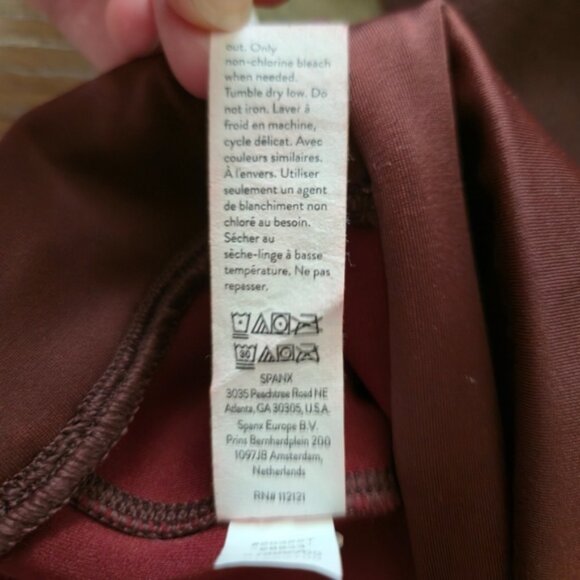 out. Only
non-chlorine bleach
when needed.
Tumble dry low. Do
not iron. Laver à
froid en machine,
cycle délicat. Avec
couleurs similaires.
À l'envers. Utiliser
seulement un agent
de blanchiment non
chloré au besoin.
Sécher au
sèche-linge à basse
température. Ne pas
repasser.
30
SPANX
3035 Peachtree Road NE
Atlanta, GA 30305, U.S.A
Spanx Europe B.V.
Prins Bernhardplein 200
1097JB Amsterdam,
Netherlands
RN# 112121